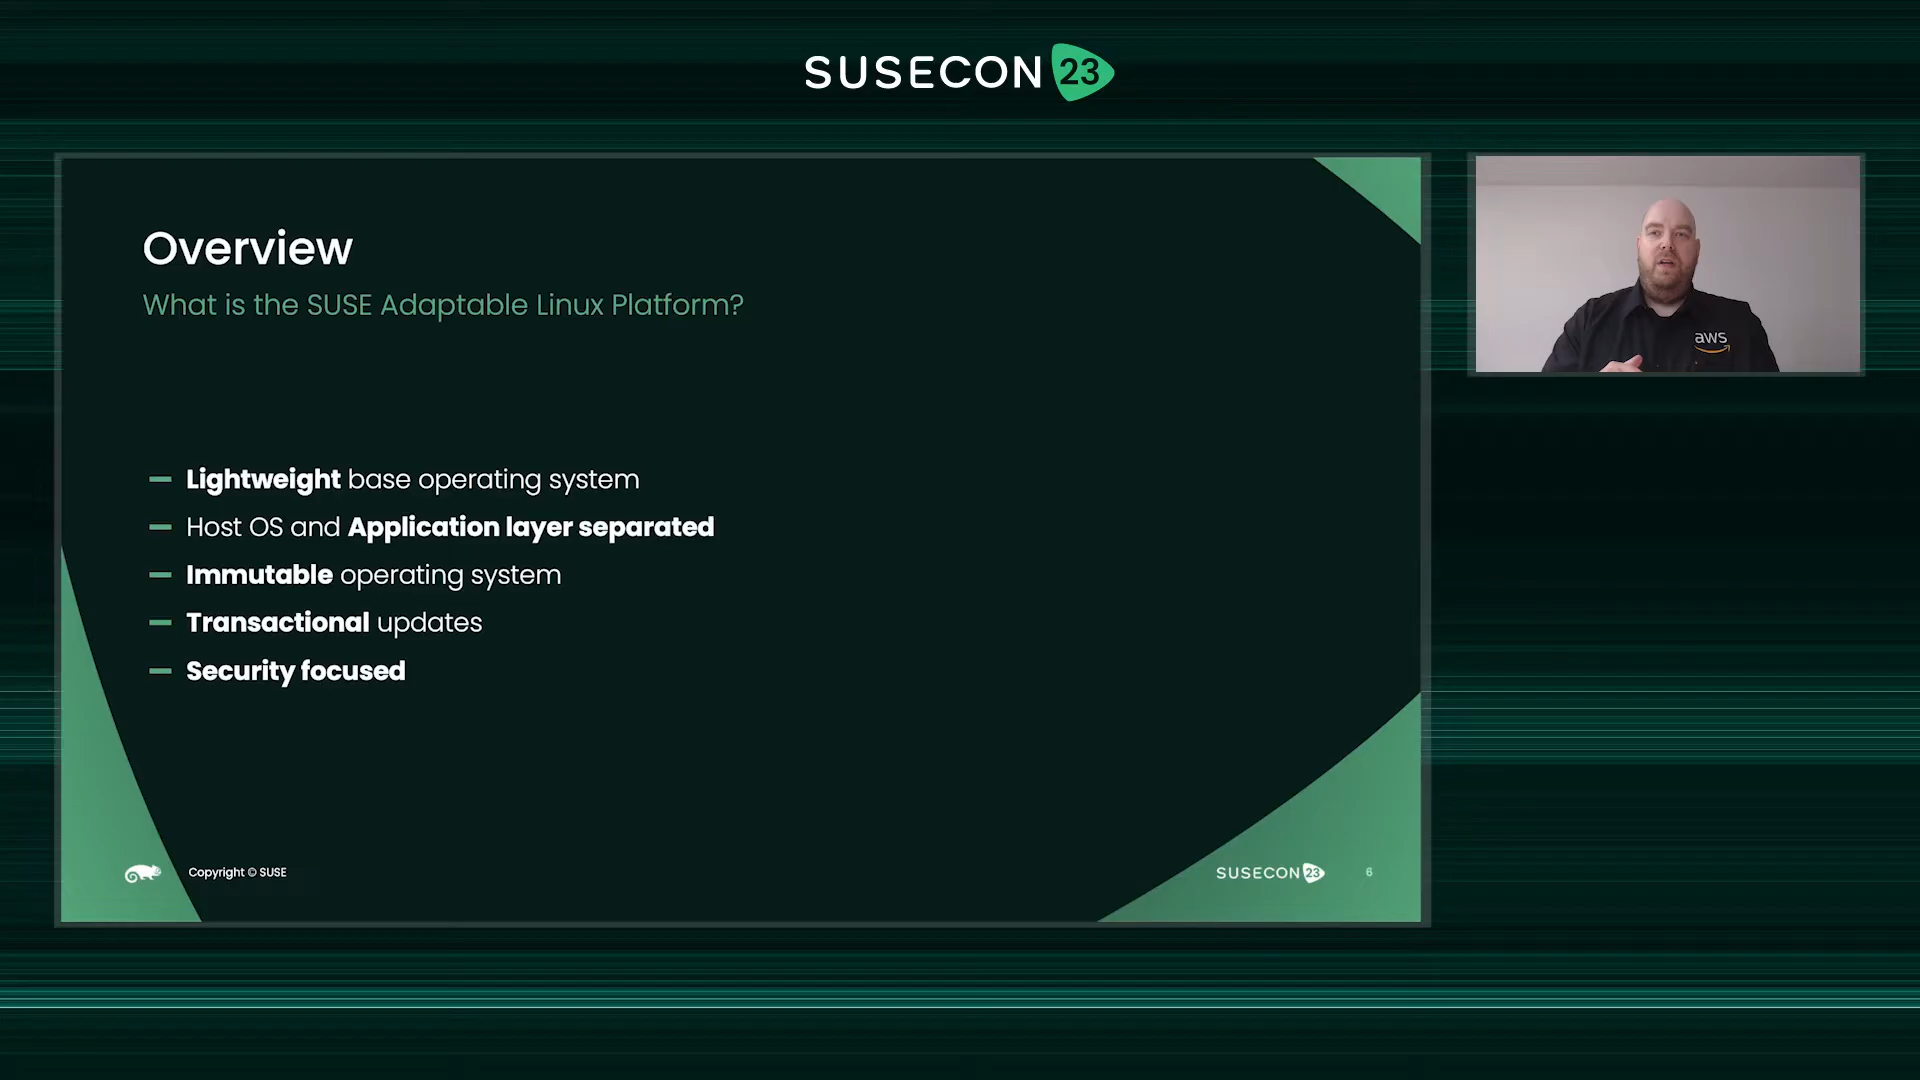 SUSECON 23
Overview
What is the SUSE Adaptable Linux Platform?
Lightweight base operating system
Host OS and Application layer separated
Immutable operating system
Transactional updates
Security focused
aws
Copyright © SUSE
SUSECON 23
6